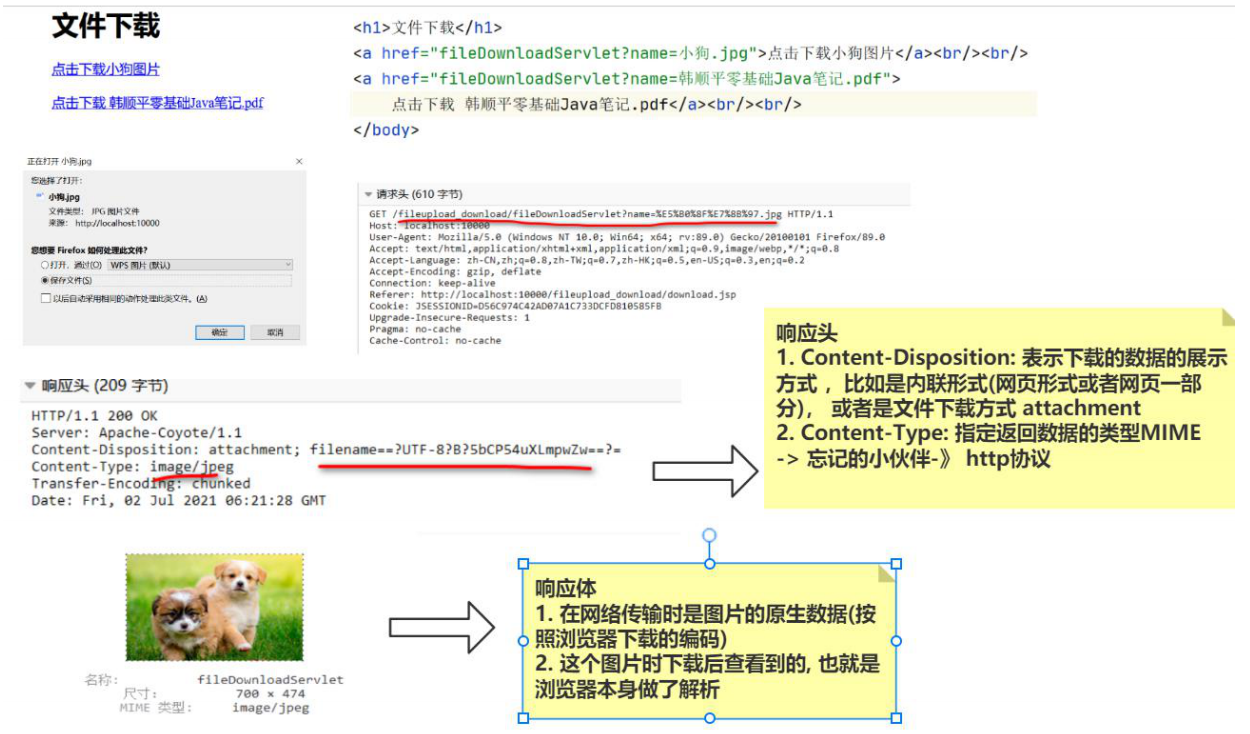 文件下载
点击下载小狗图片
点击下载 韩顺平零基础Java笔记.pdf
<h1>文件下载</h1>
<a href="fileDownloadServlet?name=小狗.jpg">点击下载小狗图片</a><br/><br/>
<a href="fileDownloadServlet?name=韩顺平零基础Java笔记.pdf">
点击下载 韩顺平零基础Java笔记.pdf</a><br/><br/>
</body>
正在打开 小狗.jpg
您选择了打开:
小狗.jpg
文件类型: JPG 图片文件
来源: http://localhost:10000
您想要 Firefox 如何处理此文件?
打开，通过(O) WPS 图片 (默认)
保存文件(S)
以后自动采用相同的动作处理此类文件。(A)
确定 取消
请求头 (610 字节)
GET /fileupload_download/fileDownloadServlet?name=%E5%B0%8F%E7%8B%97.jpg HTTP/1.1
Host: localhost:10000
User-Agent: Mozilla/5.0 (Windows NT 10.0; Win64; x64; rv:89.0) Gecko/20100101 Firefox/89.0
Accept: text/html,application/xhtml+xml,application/xml;q=0.9,image/webp,*/*;q=0.8
Accept-Language: zh-CN,zh;q=0.8,zh-TW;q=0.7,zh-HK;q=0.5,en-US;q=0.3,en;q=0.2
Accept-Encoding: gzip, deflate
Connection: keep-alive
Referer: http://localhost:10000/fileupload_download/download.jsp
Cookie: JSESSIONID=D56C974C42AD07A1C733DCFD810585FB
Upgrade-Insecure-Requests: 1
Pragma: no-cache
Cache-Control: no-cache
响应头 (209 字节)
HTTP/1.1 200 OK
Server: Apache-Coyote/1.1
Content-Disposition: attachment; filename==?UTF-8?B?5bCP54uXLmpwZw==?=
Content-Type: image/jpeg
Transfer-Encoding: chunked
Date: Fri, 02 Jul 2021 06:21:28 GMT
响应头
1. Content-Disposition: 表示下载的数据的展示
方式 ，比如是内联形式(网页形式或者网页一部
分)， 或者是文件下载方式 attachment
2. Content-Type: 指定返回数据的类型MIME
-> 忘记的小伙伴-》 http协议
名称: fileDownloadServlet
尺寸: 700 × 474
MIME 类型: image/jpeg
响应体
1. 在网络传输时是图片的原生数据(按
照浏览器下载的编码)
2. 这个图片时下载后查看到的, 也就是
浏览器本身做了解析